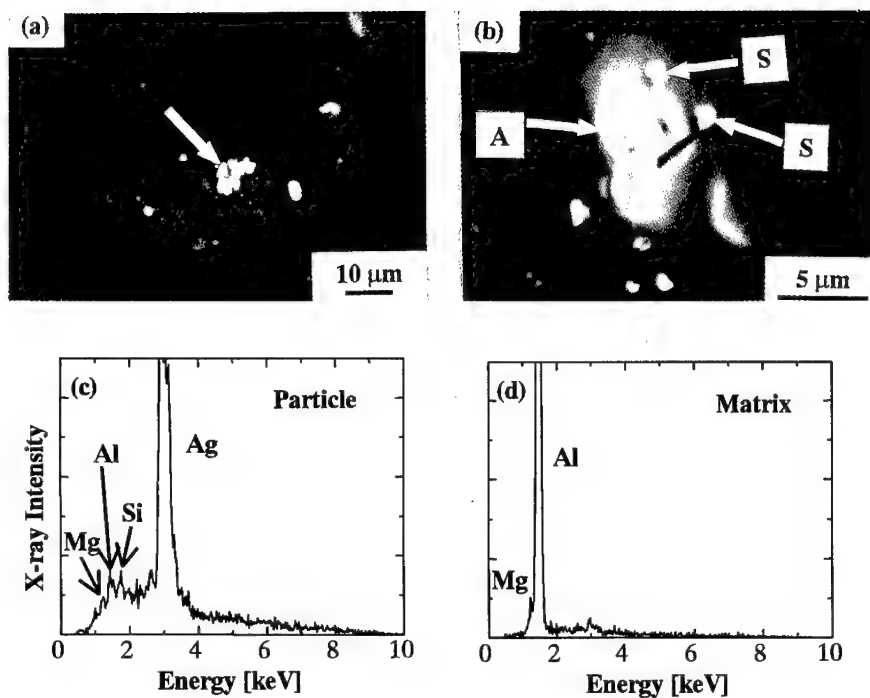 (a)
10 μm
(b)
S
A
S
5 μm
(c)
Particle
Al
Ag
Si
Mg
X-ray Intensity
0 2 4 6 8 10
Energy [keV]
(d)
Matrix
Al
Mg
0 2 4 6 8 10
Energy [keV]